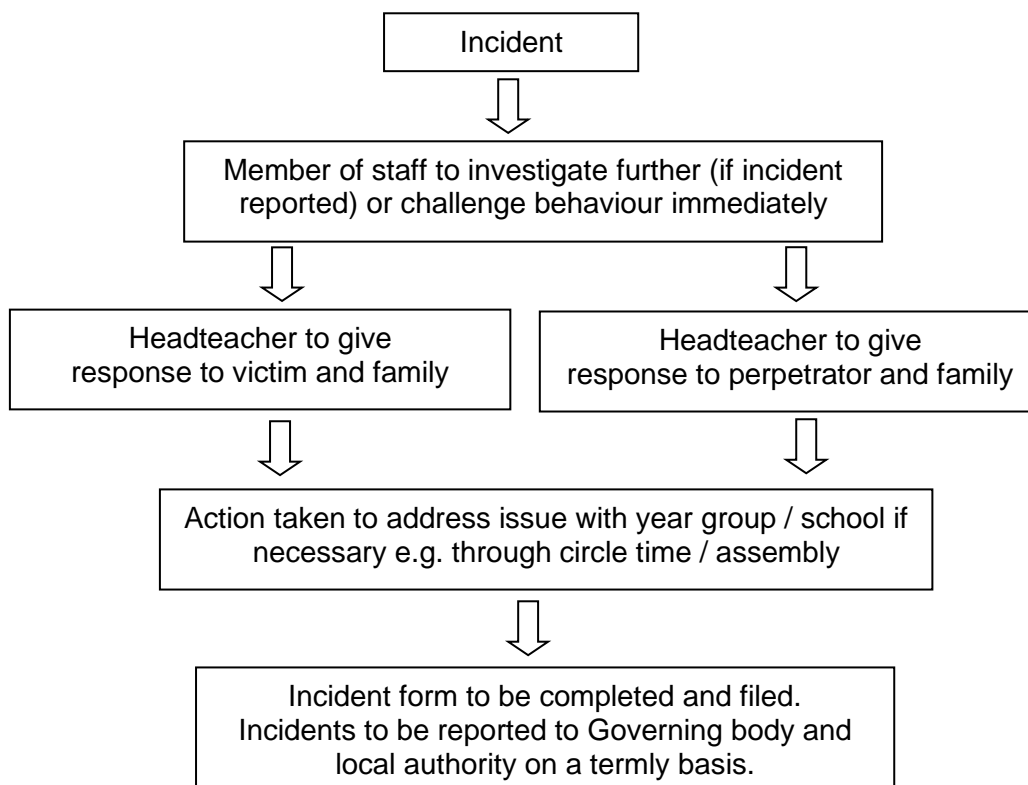 Incident
Member of staff to investigate further (if incident
reported) or challenge behaviour immediately
Headteacher to give
response to victim and family
Headteacher to give
response to perpetrator and family
Action taken to address issue with year group / school if
necessary e.g. through circle time / assembly
Incident form to be completed and filed.
Incidents to be reported to Governing body and
local authority on a termly basis.